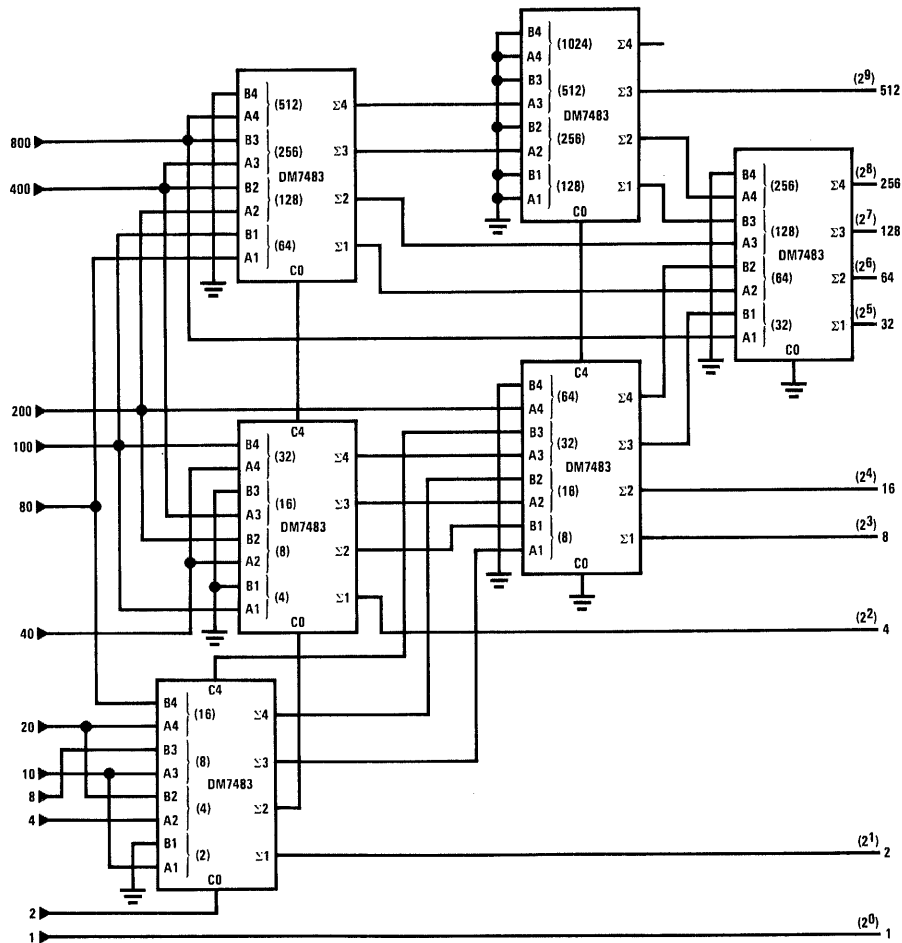 B4
A4
B3
A3
B2
A2
B1
A1
(1024)
(512)
(256)
(128)
DM7483
Σ4
Σ3
Σ2
Σ1
C0
(2⁹)
512
B4
A4
B3
A3
B2
A2
B1
A1
(512)
(256)
(128)
(64)
DM7483
Σ4
Σ3
Σ2
Σ1
C0
800
400
B4
A4
B3
A3
B2
A2
B1
A1
(256)
(128)
(64)
(32)
DM7483
Σ4
Σ3
Σ2
Σ1
C0
(2⁸)
256
(2⁷)
128
(2⁶)
64
(2⁵)
32
200
100
80
40
C4
B4
A4
B3
A3
B2
A2
B1
A1
(32)
(16)
(8)
(4)
DM7483
Σ4
Σ3
Σ2
Σ1
C0
C4
B4
A4
B3
A3
B2
A2
B1
A1
(64)
(32)
(16)
(8)
DM7483
Σ4
Σ3
Σ2
Σ1
C0
(2⁴)
16
(2³)
8
(2²)
4
20
10
8
4
2
1
C4
B4
A4
B3
A3
B2
A2
B1
A1
(16)
(8)
(4)
(2)
DM7483
Σ4
Σ3
Σ2
Σ1
C0
(2¹)
2
(2⁰)
1